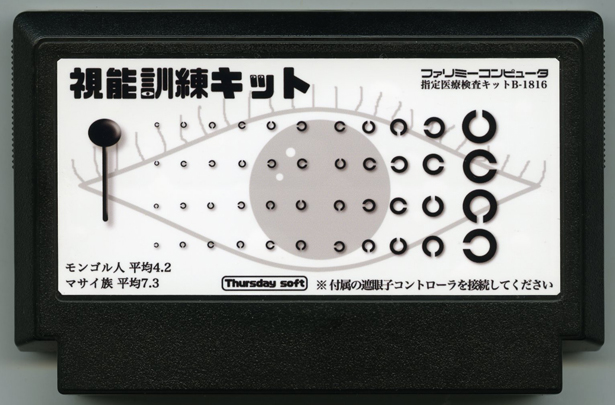 視能訓練キット
ファミリーコンピュータ
指定医療検査キットB-1816
モンゴル人 平均4.2
マサイ族 平均7.3
Thursday soft
※付属の遮眼子コントローラを接続してください